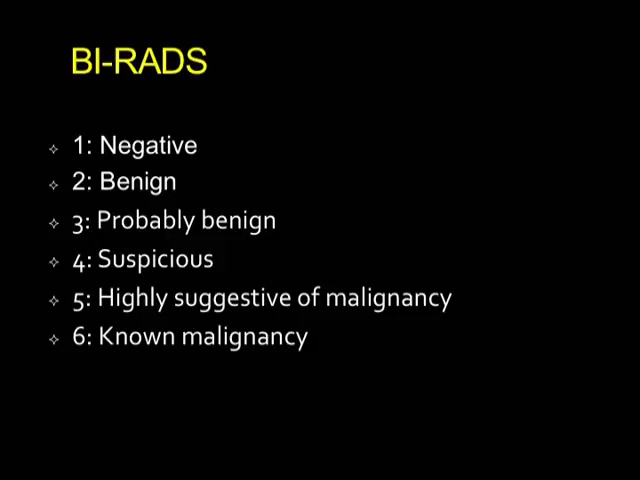 BI-RADS
1: Negative
2: Benign
3: Probably benign
4: Suspicious
5: Highly suggestive of malignancy
6: Known malignancy